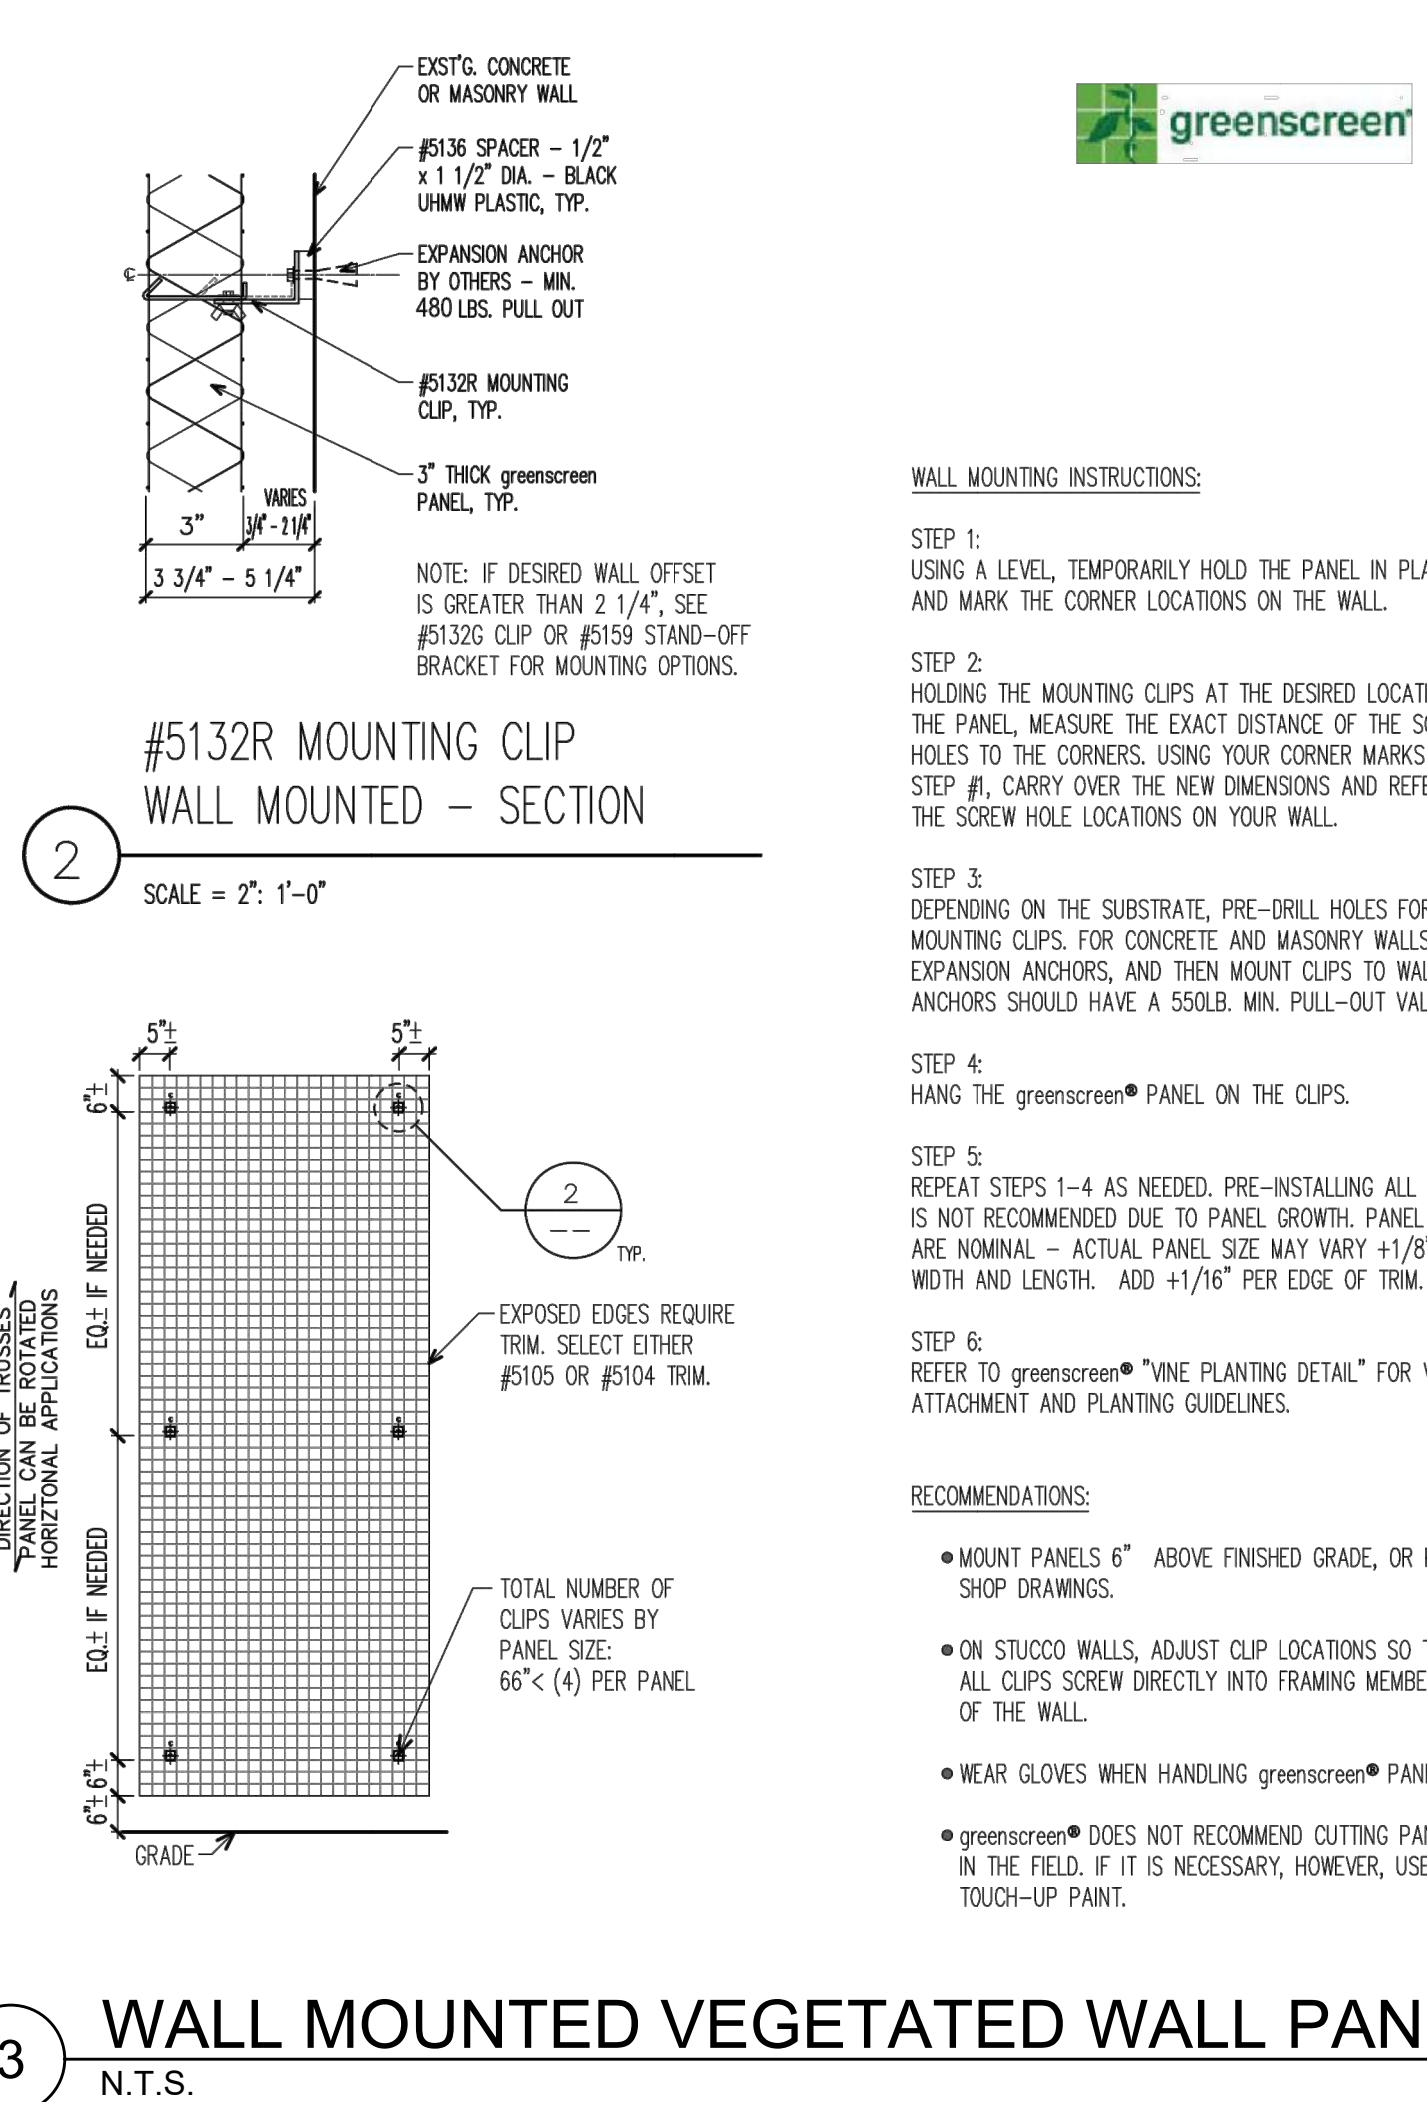 EXST'G. CONCRETE
OR MASONRY WALL
#5136 SPACER – 1/2"
x 1 1/2" DIA. – BLACK
UHMW PLASTIC, TYP.
EXPANSION ANCHOR
BY OTHERS – MIN.
480 LBS. PULL OUT
#5132R MOUNTING
CLIP, TYP.
3" THICK greenscreen
PANEL, TYP.
℄
VARIES
3"
3/4" - 2 1/4"
3 3/4" – 5 1/4"
NOTE: IF DESIRED WALL OFFSET
IS GREATER THAN 2 1/4", SEE
#5132G CLIP OR #5159 STAND–OFF
BRACKET FOR MOUNTING OPTIONS.
#5132R MOUNTING CLIP
WALL MOUNTED – SECTION
2
SCALE = 2": 1'–0"
5"±
5"±
6"±
EQ.± IF NEEDED
EQ.± IF NEEDED
6"±
6"±
DIRECTION OF TRUSSES
PANEL CAN BE ROTATED
HORIZTONAL APPLICATIONS
2
– –
TYP.
EXPOSED EDGES REQUIRE
TRIM. SELECT EITHER
#5105 OR #5104 TRIM.
TOTAL NUMBER OF
CLIPS VARIES BY
PANEL SIZE:
66"< (4) PER PANEL
GRADE
greenscreen®
WALL MOUNTING INSTRUCTIONS:
STEP 1:
USING A LEVEL, TEMPORARILY HOLD THE PANEL IN
AND MARK THE CORNER LOCATIONS ON THE WALL.
STEP 2:
HOLDING THE MOUNTING CLIPS AT THE DESIRED
THE PANEL, MEASURE THE EXACT DISTANCE OF THE
HOLES TO THE CORNERS. USING YOUR CORNER MARKS
STEP #1, CARRY OVER THE NEW DIMENSIONS AND
THE SCREW HOLE LOCATIONS ON YOUR WALL.
STEP 3:
DEPENDING ON THE SUBSTRATE, PRE–DRILL HOLES FOR
MOUNTING CLIPS. FOR CONCRETE AND MASONRY WALLS
EXPANSION ANCHORS, AND THEN MOUNT CLIPS TO
ANCHORS SHOULD HAVE A 550LB. MIN. PULL–OUT
STEP 4:
HANG THE greenscreen® PANEL ON THE CLIPS.
STEP 5:
REPEAT STEPS 1–4 AS NEEDED. PRE–INSTALLING ALL
IS NOT RECOMMENDED DUE TO PANEL GROWTH. PANEL
ARE NOMINAL – ACTUAL PANEL SIZE MAY VARY +1/8"
WIDTH AND LENGTH. ADD +1/16" PER EDGE OF TRIM.
STEP 6:
REFER TO greenscreen® "VINE PLANTING DETAIL" FOR
ATTACHMENT AND PLANTING GUIDELINES.
RECOMMENDATIONS:
● MOUNT PANELS 6" ABOVE FINISHED GRADE, OR
SHOP DRAWINGS.
● ON STUCCO WALLS, ADJUST CLIP LOCATIONS SO
ALL CLIPS SCREW DIRECTLY INTO FRAMING
OF THE WALL.
● WEAR GLOVES WHEN HANDLING greenscreen®
● greenscreen® DOES NOT RECOMMEND CUTTING
IN THE FIELD. IF IT IS NECESSARY, HOWEVER, USE
TOUCH–UP PAINT.
3
WALL MOUNTED VEGETATED WALL PAN
N.T.S.